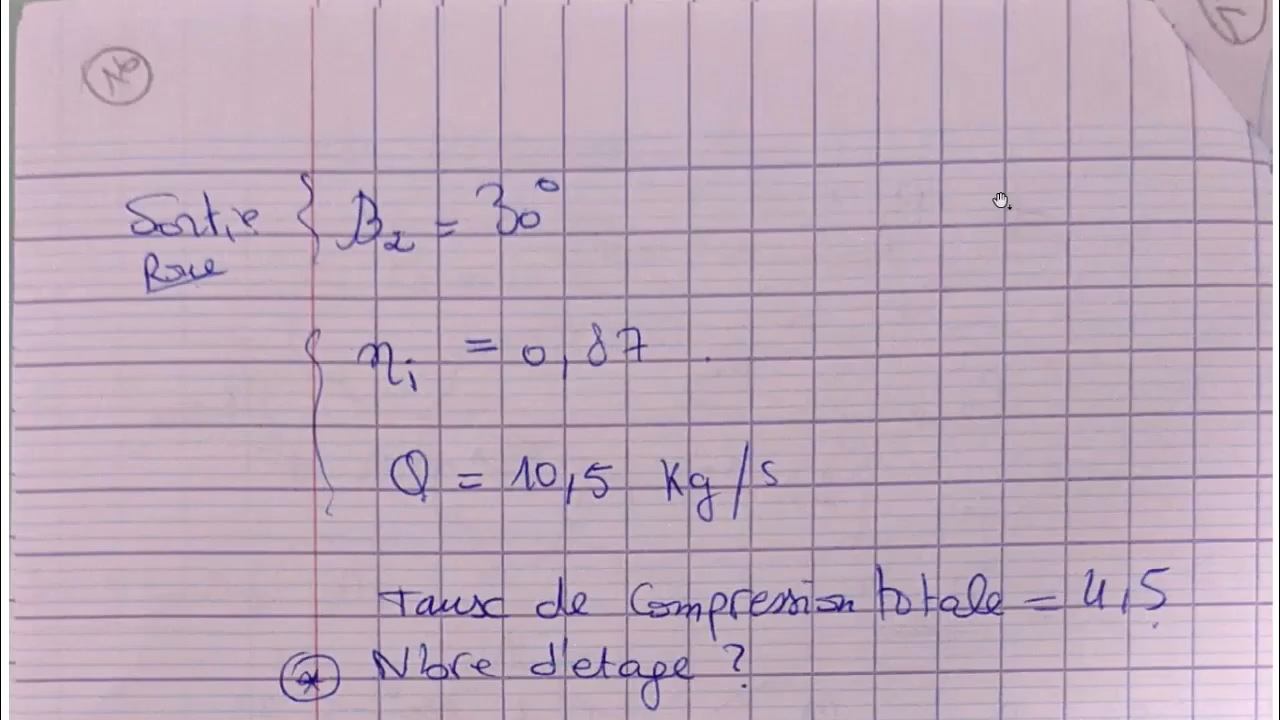 Sortie { β₂ = 30°
Roue
ηi = 0,87
Q = 10,5 Kg/s
Taux de Compression totale = 4,5
* Nbre d'etage ?